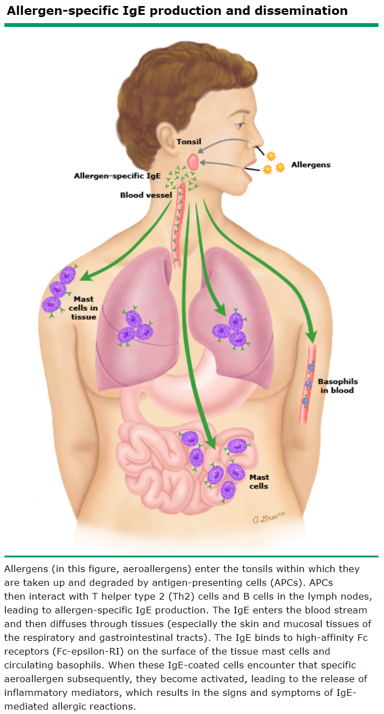 Allergen-specific IgE production and dissemination
Tonsil
Allergens
Allergen-specific IgE
Blood vessel
Mast
cells in
tissue
Basophils
in blood
Mast
cells
Allergens (in this figure, aeroallergens) enter the tonsils within which they
are taken up and degraded by antigen-presenting cells (APCs). APCs
then interact with T helper type 2 (Th2) cells and B cells in the lymph nodes,
leading to allergen-specific IgE production. The IgE enters the blood stream
and then diffuses through tissues (especially the skin and mucosal tissues of
the respiratory and gastrointestinal tracts). The IgE binds to high-affinity Fc
receptors (Fc-epsilon-RI) on the surface of the tissue mast cells and
circulating basophils. When these IgE-coated cells encounter that specific
aeroallergen subsequently, they become activated, leading to the release of
inflammatory mediators, which results in the signs and symptoms of IgE-
mediated allergic reactions.